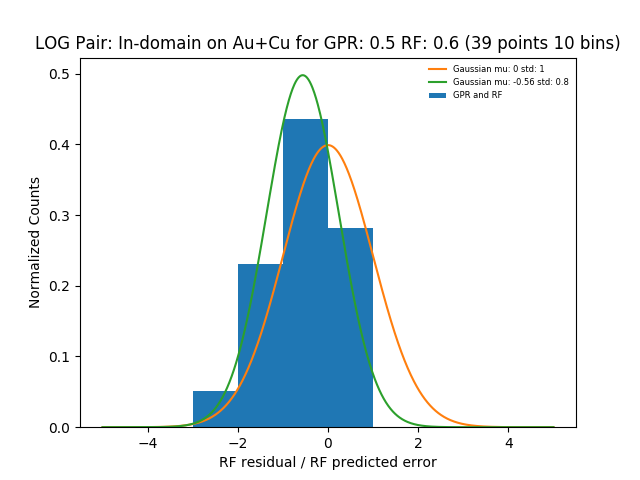 LOG Pair: In-domain on Au+Cu for GPR: 0.5 RF: 0.6 (39 points 10 bins)
Gaussian mu: 0 std: 1
Gaussian mu: -0.56 std: 0.8
GPR and RF
Normalized Counts
0.5
0.4
0.3
0.2
0.1
0.0
−4 −2 0 2 4
RF residual / RF predicted error